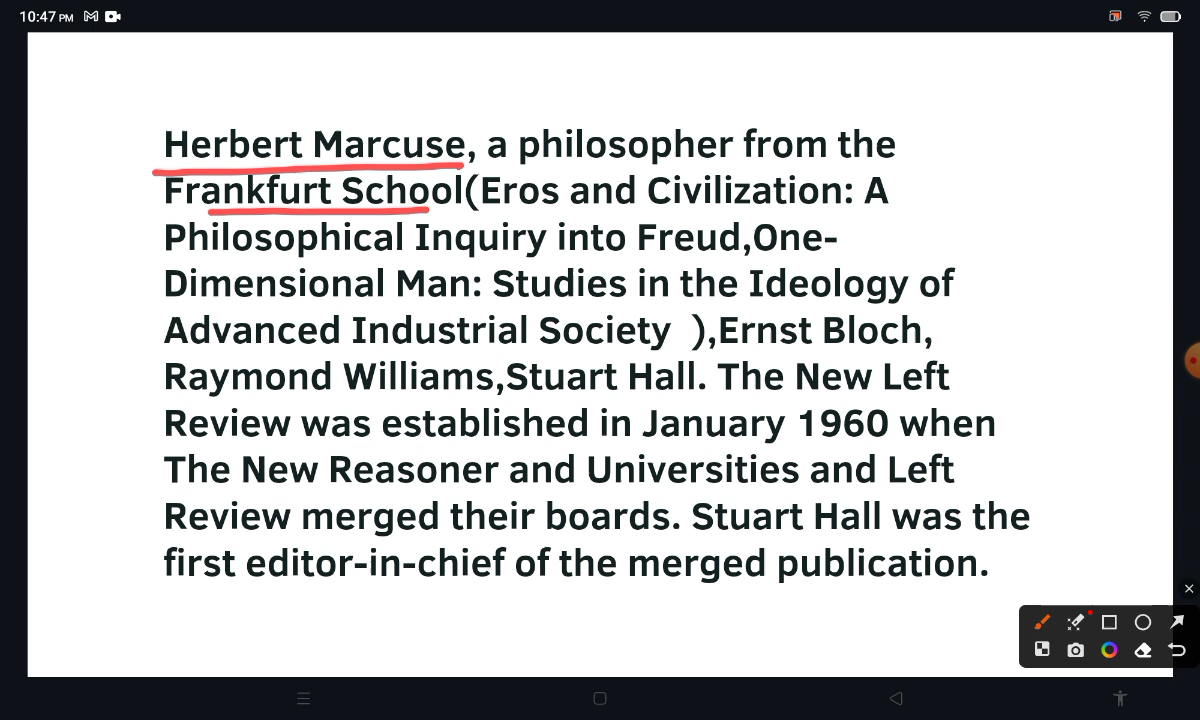 10:47 PM
Herbert Marcuse, a philosopher from the
Frankfurt School(Eros and Civilization: A
Philosophical Inquiry into Freud,One-
Dimensional Man: Studies in the Ideology of
Advanced Industrial Society  ),Ernst Bloch,
Raymond Williams,Stuart Hall. The New Left
Review was established in January 1960 when
The New Reasoner and Universities and Left
Review merged their boards. Stuart Hall was the
first editor-in-chief of the merged publication.